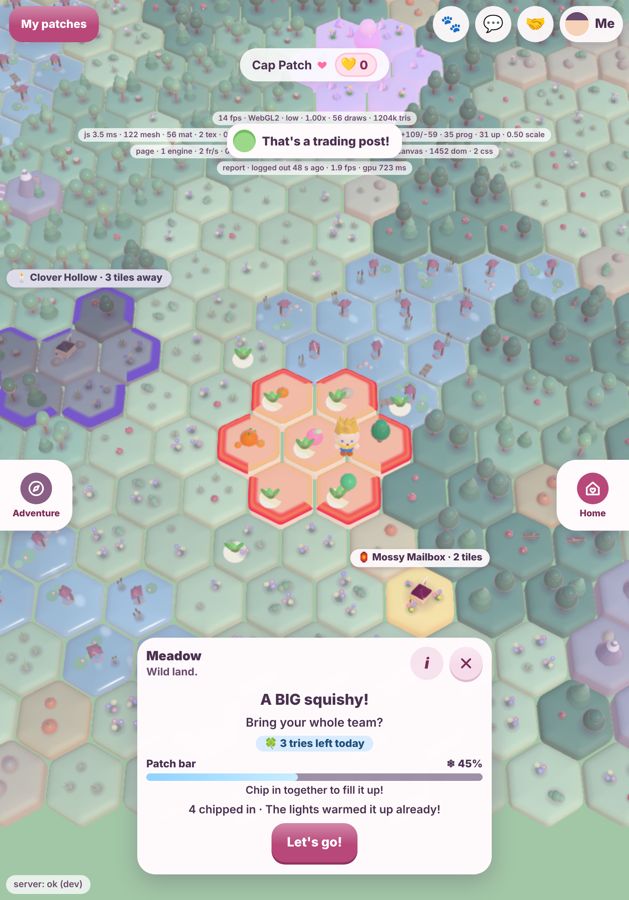 My patches
Me
Cap Patch
0
14 fps · WebGL2 · low · 1.00x · 56 draws · 1204k tris
js 3.5 ms · 122 mesh · 56 mat · 2 tex ·
+109/-59 · 35 prog · 31 up · 0.50 scale
That's a trading post!
page · 1 engine · 2 fr/s ·
canvas · 1452 dom · 2 css
report · logged out 48 s ago · 1.9 fps · gpu 723 ms
Clover Hollow · 3 tiles away
Adventure
Home
Mossy Mailbox · 2 tiles
Meadow
i
Wild land.
A BIG squishy!
Bring your whole team?
3 tries left today
Patch bar
45%
Chip in together to fill it up!
4 chipped in · The lights warmed it up already!
Let's go!
server: ok (dev)